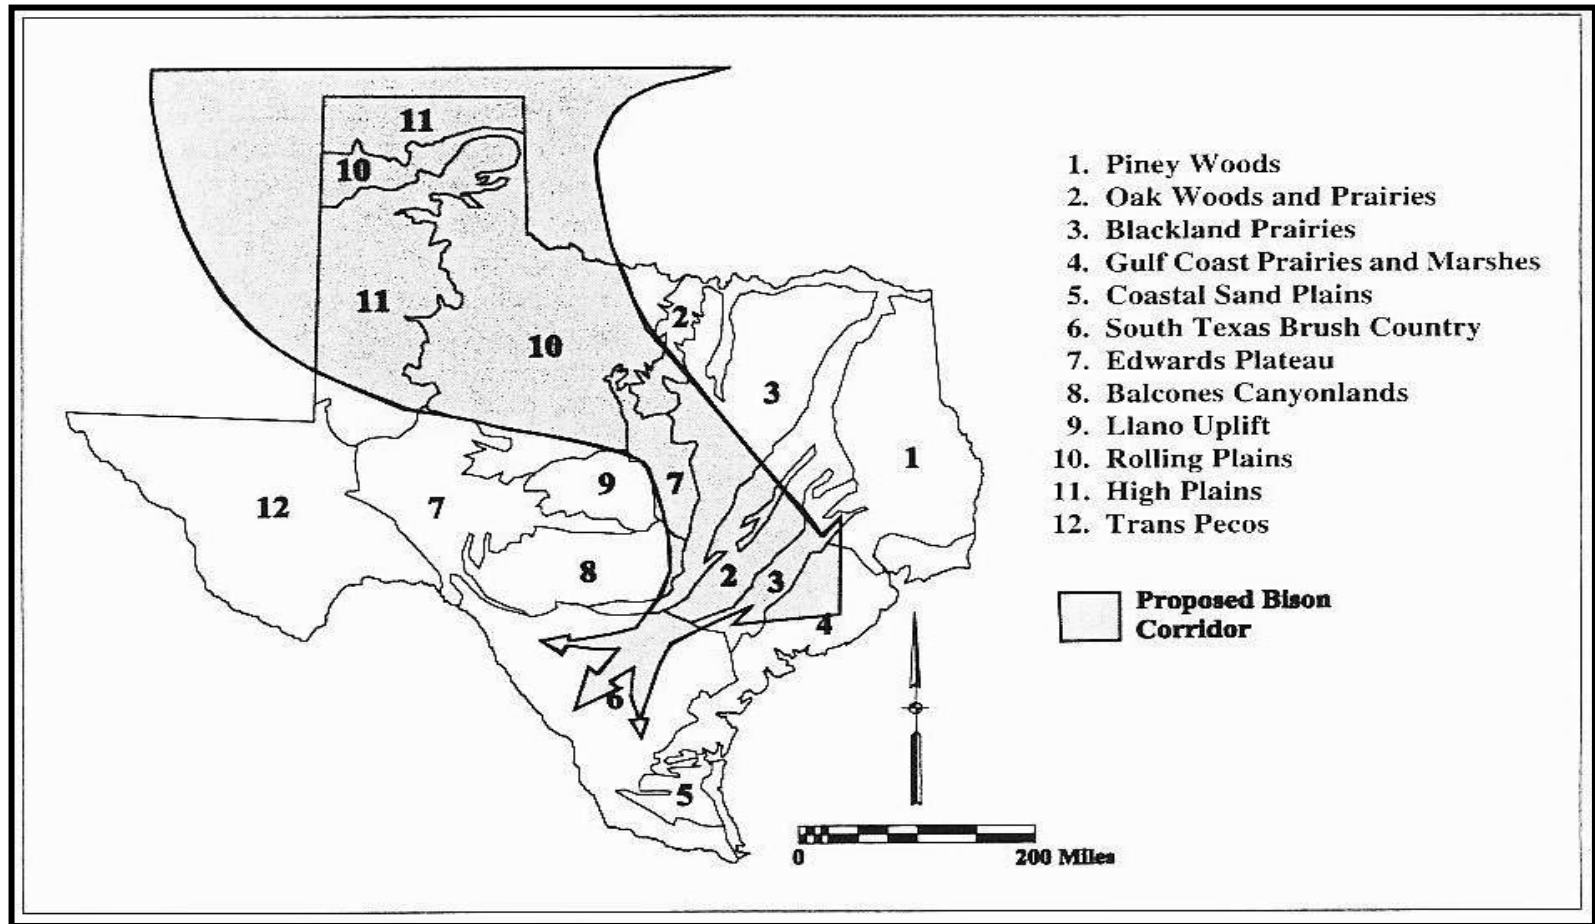 11
10
11
10
2
3
1
9
7
7
12
8
2
3
4
6
5
1. Piney Woods
2. Oak Woods and Prairies
3. Blackland Prairies
4. Gulf Coast Prairies and Marshes
5. Coastal Sand Plains
6. South Texas Brush Country
7. Edwards Plateau
8. Balcones Canyonlands
9. Llano Uplift
10. Rolling Plains
11. High Plains
12. Trans Pecos
Proposed Bison
Corridor
0 200 Miles